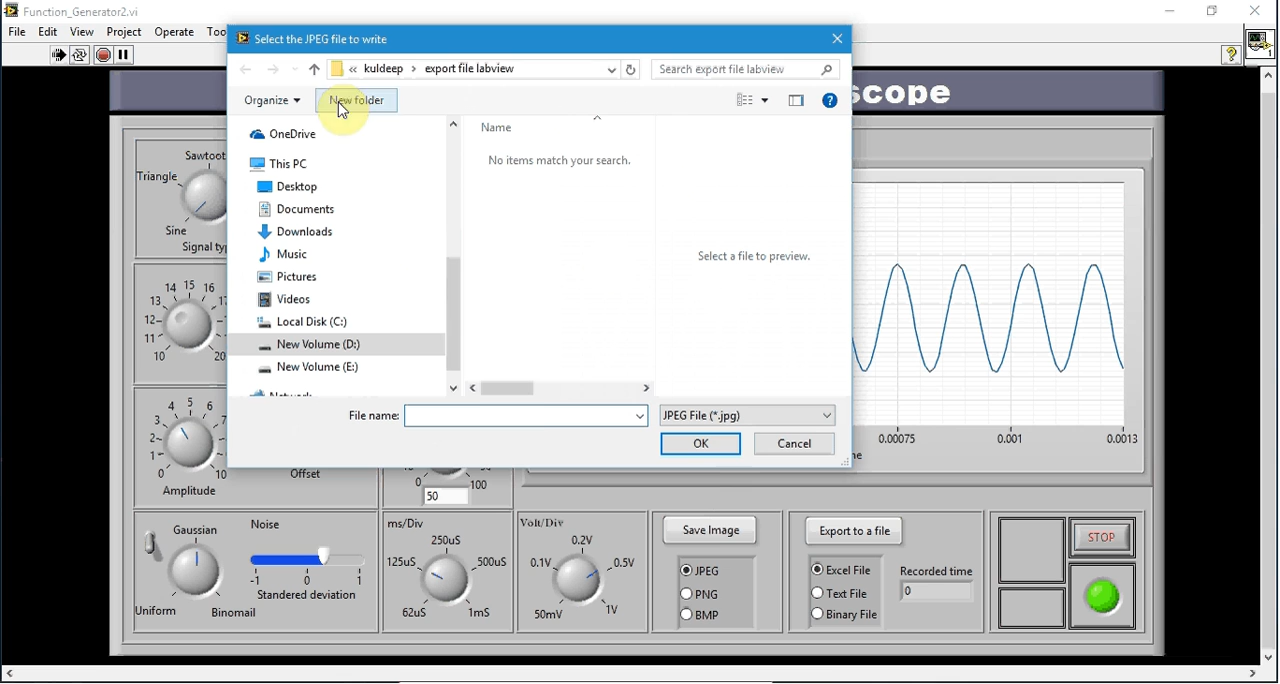 Function_Generator2.vi
File Edit View Project Operate Too
1
scope
Select the JPEG file to write
« kuldeep › export file labview
Search export file labview
Organize New folder
OneDrive
This PC
Desktop
Documents
Downloads
Music
Pictures
Videos
Local Disk (C:)
New Volume (D:)
New Volume (E:)
Network
Name
No items match your search.
Select a file to preview.
File name:
JPEG File (*.jpg)
OK Cancel
Sawtoot
Triangle
Sine
Signal typ
10 11 12 13 14 15 16 17 20
0 1 2 3 4 5 6 10
Amplitude
Offset
0 100
50
0.00075 0.001 0.0013
me
Gaussian
Uniform
Binomail
Noise
-1 0 1
Standered deviation
ms/Div
250uS
125uS 500uS
62uS 1mS
Volt/Div
0.2V
0.1V 0.5V
50mV 1V
Save Image
JPEG
PNG
BMP
Export to a file
Excel File
Text File
Binary File
Recorded time
0
STOP